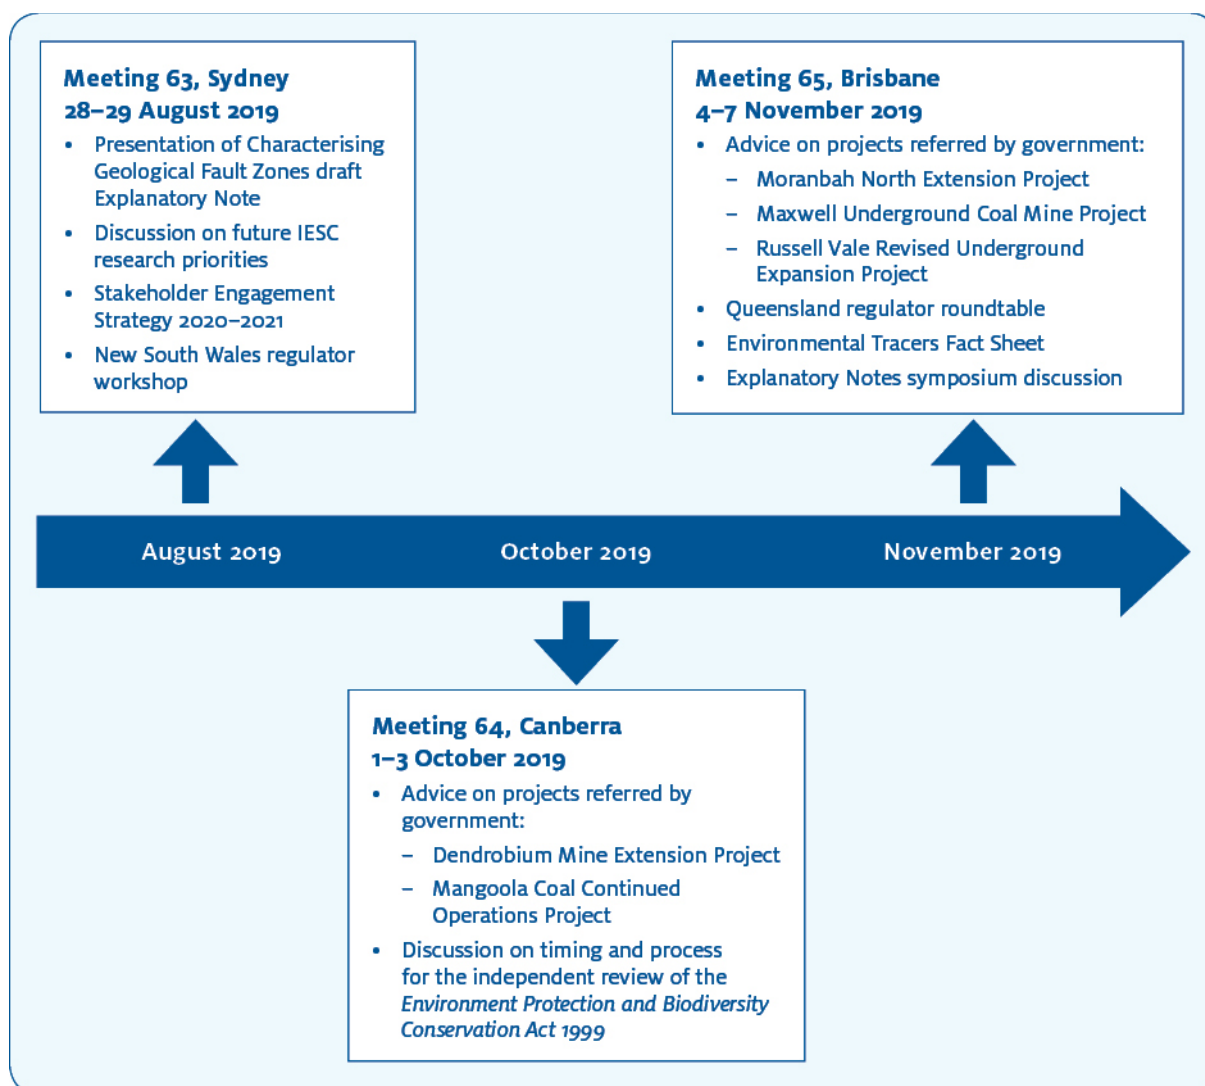 Meeting 63, Sydney
28–29 August 2019
• Presentation of Characterising
Geological Fault Zones draft
Explanatory Note
• Discussion on future IESC
research priorities
• Stakeholder Engagement
Strategy 2020–2021
• New South Wales regulator
workshop
Meeting 65, Brisbane
4–7 November 2019
• Advice on projects referred by government:
– Moranbah North Extension Project
– Maxwell Underground Coal Mine Project
– Russell Vale Revised Underground
Expansion Project
• Queensland regulator roundtable
• Environmental Tracers Fact Sheet
• Explanatory Notes symposium discussion
August 2019
October 2019
November 2019
Meeting 64, Canberra
1–3 October 2019
• Advice on projects referred by
government:
– Dendrobium Mine Extension Project
– Mangoola Coal Continued
Operations Project
• Discussion on timing and process
for the independent review of the
Environment Protection and Biodiversity
Conservation Act 1999